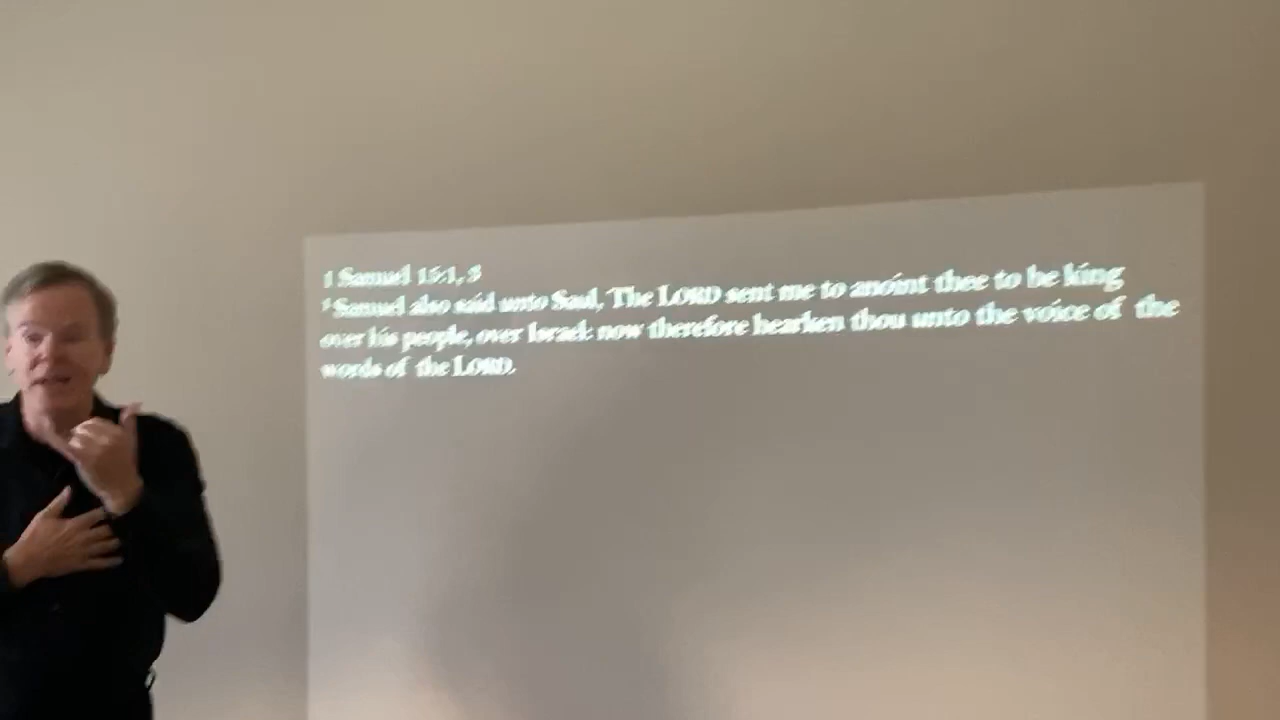 1 Samuel 15:1, 3
¹ Samuel also said unto Saul, The LORD sent me to anoint thee to be king
over his people, over Israel: now therefore hearken thou unto the voice of the
words of the LORD.